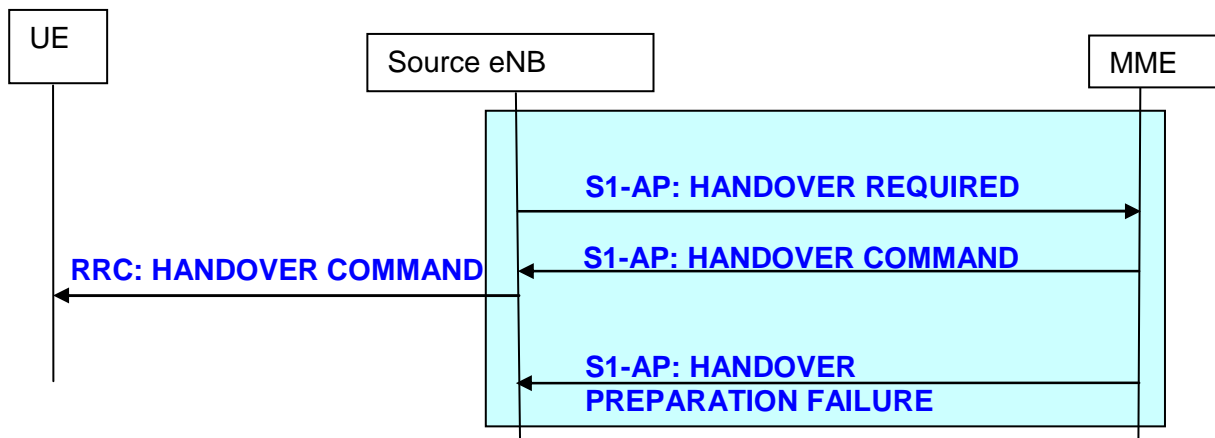 UE
Source eNB
MME
S1-AP: HANDOVER REQUIRED
S1-AP: HANDOVER COMMAND
RRC: HANDOVER COMMAND
S1-AP: HANDOVER
PREPARATION FAILURE